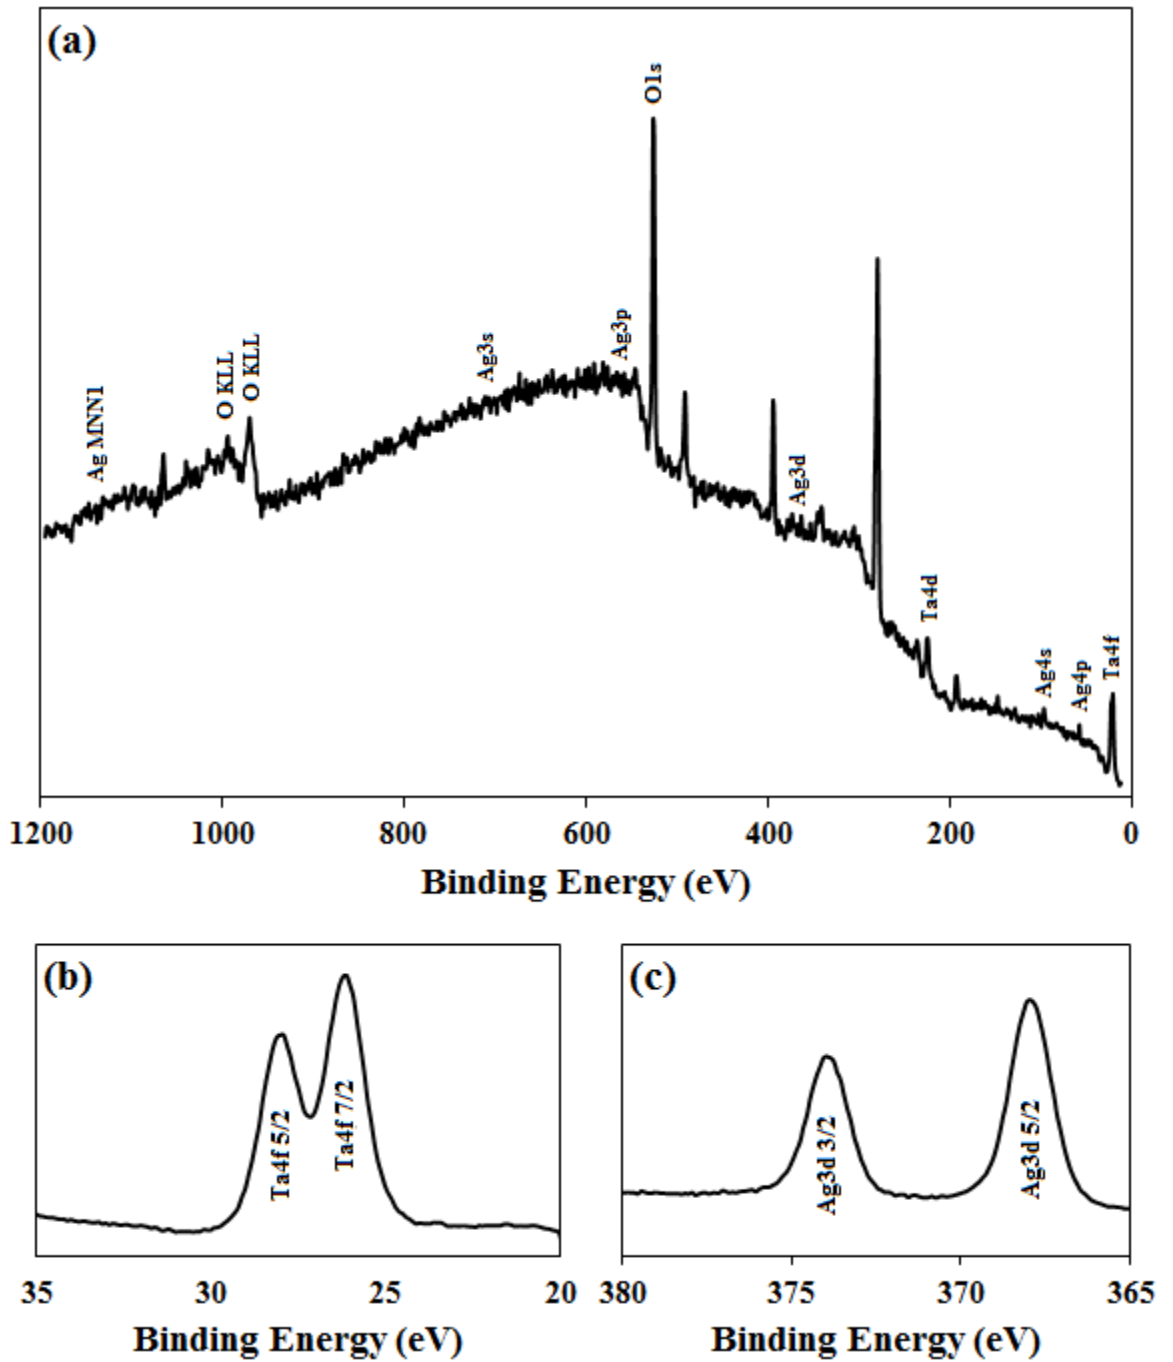 (a)
O1s
Ag3p
Ag3s
O KLL
O KLL
Ag MNN1
Ag3d
Ta4d
Ag4s
Ag4p
Ta4f
1200 1000 800 600 400 200 0
Binding Energy (eV)
(b)
Ta4f 5/2
Ta4f 7/2
35 30 25 20
Binding Energy (eV)
(c)
Ag3d 3/2
Ag3d 5/2
380 375 370 365
Binding Energy (eV)